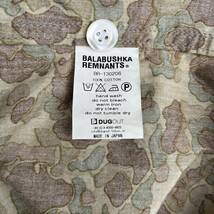 BALABUSHKA
REMNANTS®
BR-130206
100% COTTON
hand wash
do not bleach
warm iron
dry clean
do not tumble dry
DUGOUT
MADE IN JAPAN